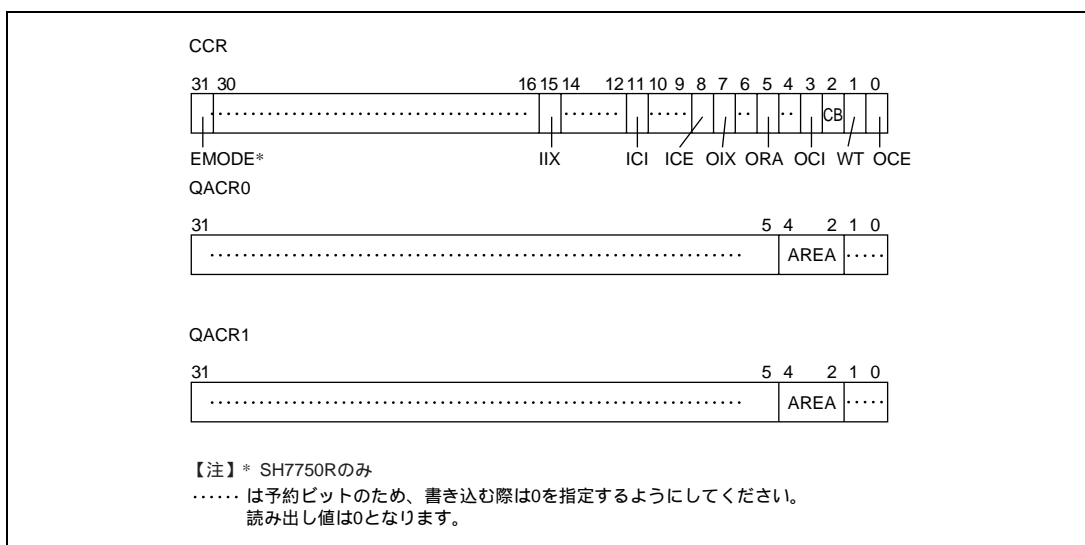 CCR
31 30 16 15 14 12 11 10 9 8 7 6 5 4 3 2 1 0
CB
EMODE* IIX ICI ICE OIX ORA OCI WT OCE
QACR0
31 5 4 2 1 0
AREA
QACR1
31 5 4 2 1 0
AREA
【注】* SH7750Rのみ
…… は予約ビットのため、書き込む際は0を指定するようにしてください。
読み出し値は0となります。